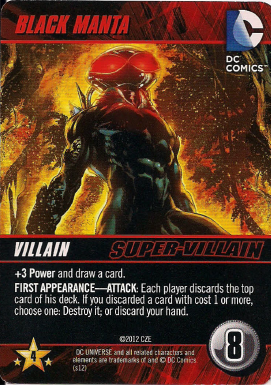 BLACK MANTA
DC
DC
COMICS™
VILLAIN
SUPER-VILLAIN
+3 Power and draw a card.
FIRST APPEARANCE—ATTACK: Each player discards the top
card of his deck. If you discarded a card with cost 1 or more,
choose one: Destroy it; or discard your hand.
©2012 CZE
4
DC UNIVERSE and all related characters and
elements are trademarks of and © DC Comics
(s12)
8